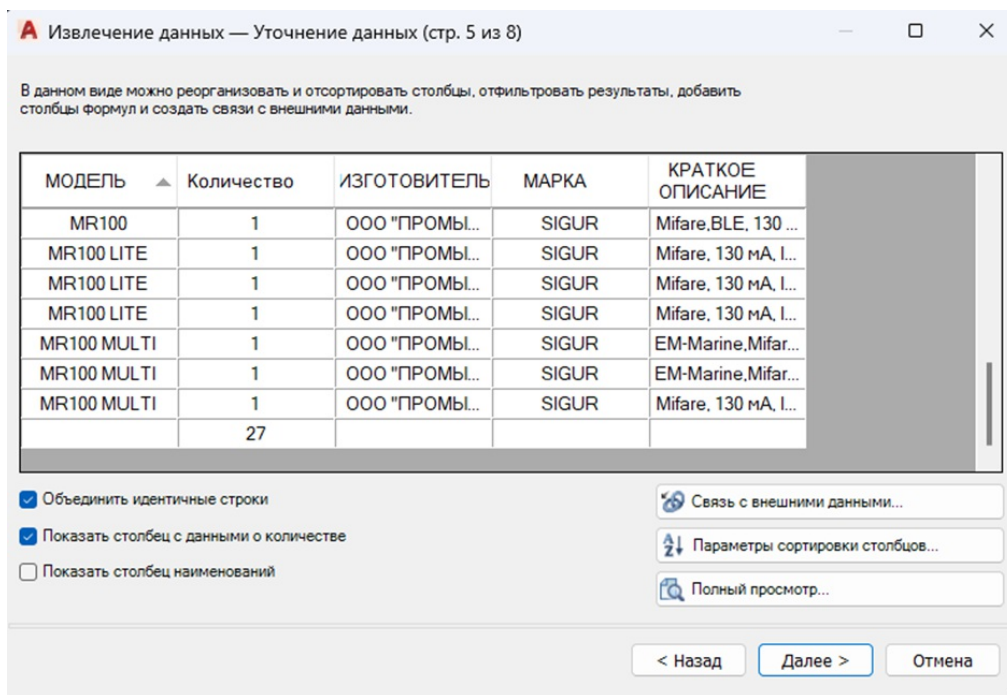 Извлечение данных — Уточнение данных (стр. 5 из 8)
В данном виде можно реорганизовать и отсортировать столбцы, отфильтровать результаты, добавить
столбцы формул и создать связи с внешними данными.
МОДЕЛЬ Количество ИЗГОТОВИТЕЛЬ МАРКА КРАТКОЕ ОПИСАНИЕ
MR100 1 ООО "ПРОМЫ... SIGUR Mifare,BLE, 130 ...
MR100 LITE 1 ООО "ПРОМЫ... SIGUR Mifare, 130 мА, I...
MR100 LITE 1 ООО "ПРОМЫ... SIGUR Mifare, 130 мА, I...
MR100 LITE 1 ООО "ПРОМЫ... SIGUR Mifare, 130 мА, I...
MR100 MULTI 1 ООО "ПРОМЫ... SIGUR EM-Marine,Mifar...
MR100 MULTI 1 ООО "ПРОМЫ... SIGUR EM-Marine,Mifar...
MR100 MULTI 1 ООО "ПРОМЫ... SIGUR Mifare, 130 мА, I...
27
Объединить идентичные строки
Показать столбец с данными о количестве
Показать столбец наименований
Связь с внешними данными...
Параметры сортировки столбцов...
Полный просмотр...
< Назад Далее > Отмена